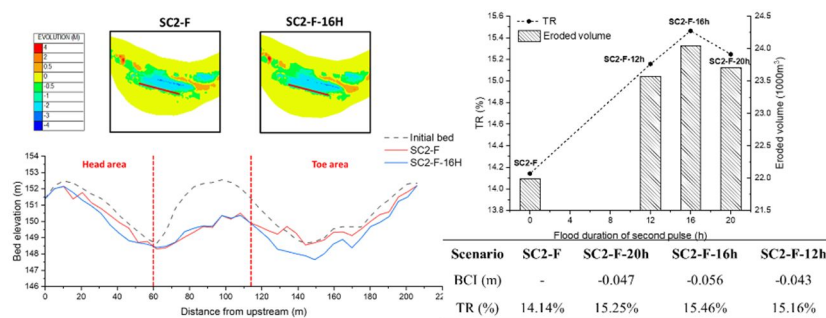 SC2-F
SC2-F-16H
EVOLUTION (M)
4
2
0.5
-0.5
-1
-2
-3
-4
Initial bed
SC2-F
SC2-F-16H
Head area
Toe area
154
153
152
151
150
149
148
147
146
Bed elevation (m)
0 20 40 60 80 100 120 140 160 180 200
Distance from upstream (m)
TR
Eroded volume
SC2-F
SC2-F-12h
SC2-F-16h
SC2-F-20h
15.6
15.4
15.2
15.0
14.8
14.6
14.4
14.2
14.0
13.8
TR (%)
24.5
24.0
23.5
23.0
22.5
22.0
21.5
Eroded volume (1000m³)
0 12 16 20
Flood duration of second pulse (h)
Scenario SC2-F SC2-F-20h SC2-F-16h SC2-F-12h
BCI (m) - -0.047 -0.056 -0.043
TR (%) 14.14% 15.25% 15.46% 15.16%